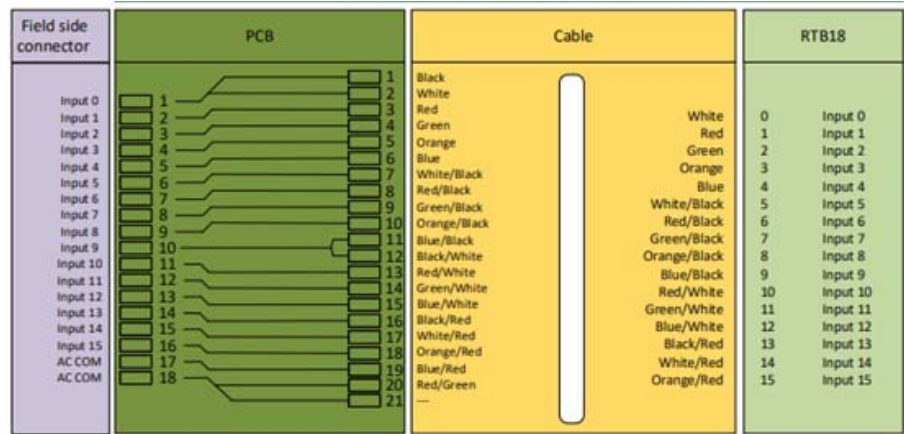 Field side connector PCB Cable RTB18
Input 0
Input 1
Input 2
Input 3
Input 4
Input 5
Input 6
Input 7
Input 8
Input 9
Input 10
Input 11
Input 12
Input 13
Input 14
Input 15
AC COM
AC COM
1
2
3
4
5
6
7
8
9
10
11
12
13
14
15
16
17
18
1 Black
2 White
3 Red
4 Green
5 Orange
6 Blue
7 White/Black
8 Red/Black
9 Green/Black
10 Orange/Black
11 Blue/Black
12 Black/White
13 Red/White
14 Green/White
15 Blue/White
16 Black/Red
17 White/Red
18 Orange/Red
19 Blue/Red
20 Red/Green
21 ---
White 0 Input 0
Red 1 Input 1
Green 2 Input 2
Orange 3 Input 3
Blue 4 Input 4
White/Black 5 Input 5
Red/Black 6 Input 6
Green/Black 7 Input 7
Orange/Black 8 Input 8
Blue/Black 9 Input 9
Red/White 10 Input 10
Green/White 11 Input 11
Blue/White 12 Input 12
Black/Red 13 Input 13
White/Red 14 Input 14
Orange/Red 15 Input 15